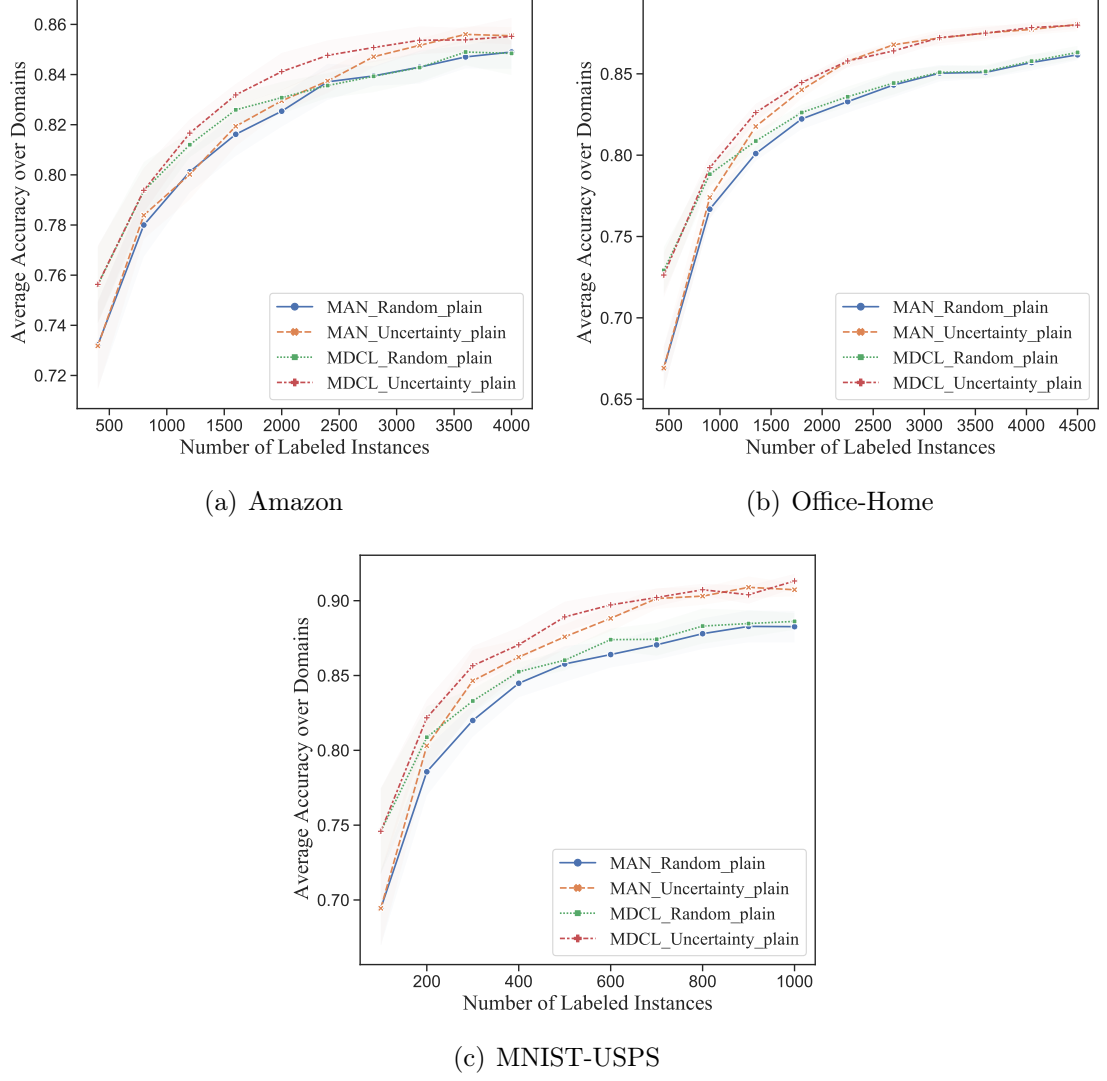 0.86
0.84
0.82
0.80
0.78
0.76
0.74
0.72
Average Accuracy over Domains
MAN_Random_plain
MAN_Uncertainty_plain
MDCL_Random_plain
MDCL_Uncertainty_plain
500 1000 1500 2000 2500 3000 3500 4000
Number of Labeled Instances
(a) Amazon
0.85
0.80
0.75
0.70
0.65
Average Accuracy over Domains
MAN_Random_plain
MAN_Uncertainty_plain
MDCL_Random_plain
MDCL_Uncertainty_plain
500 1000 1500 2000 2500 3000 3500 4000 4500
Number of Labeled Instances
(b) Office-Home
0.90
0.85
0.80
0.75
0.70
Average Accuracy over Domains
MAN_Random_plain
MAN_Uncertainty_plain
MDCL_Random_plain
MDCL_Uncertainty_plain
200 400 600 800 1000
Number of Labeled Instances
(c) MNIST-USPS